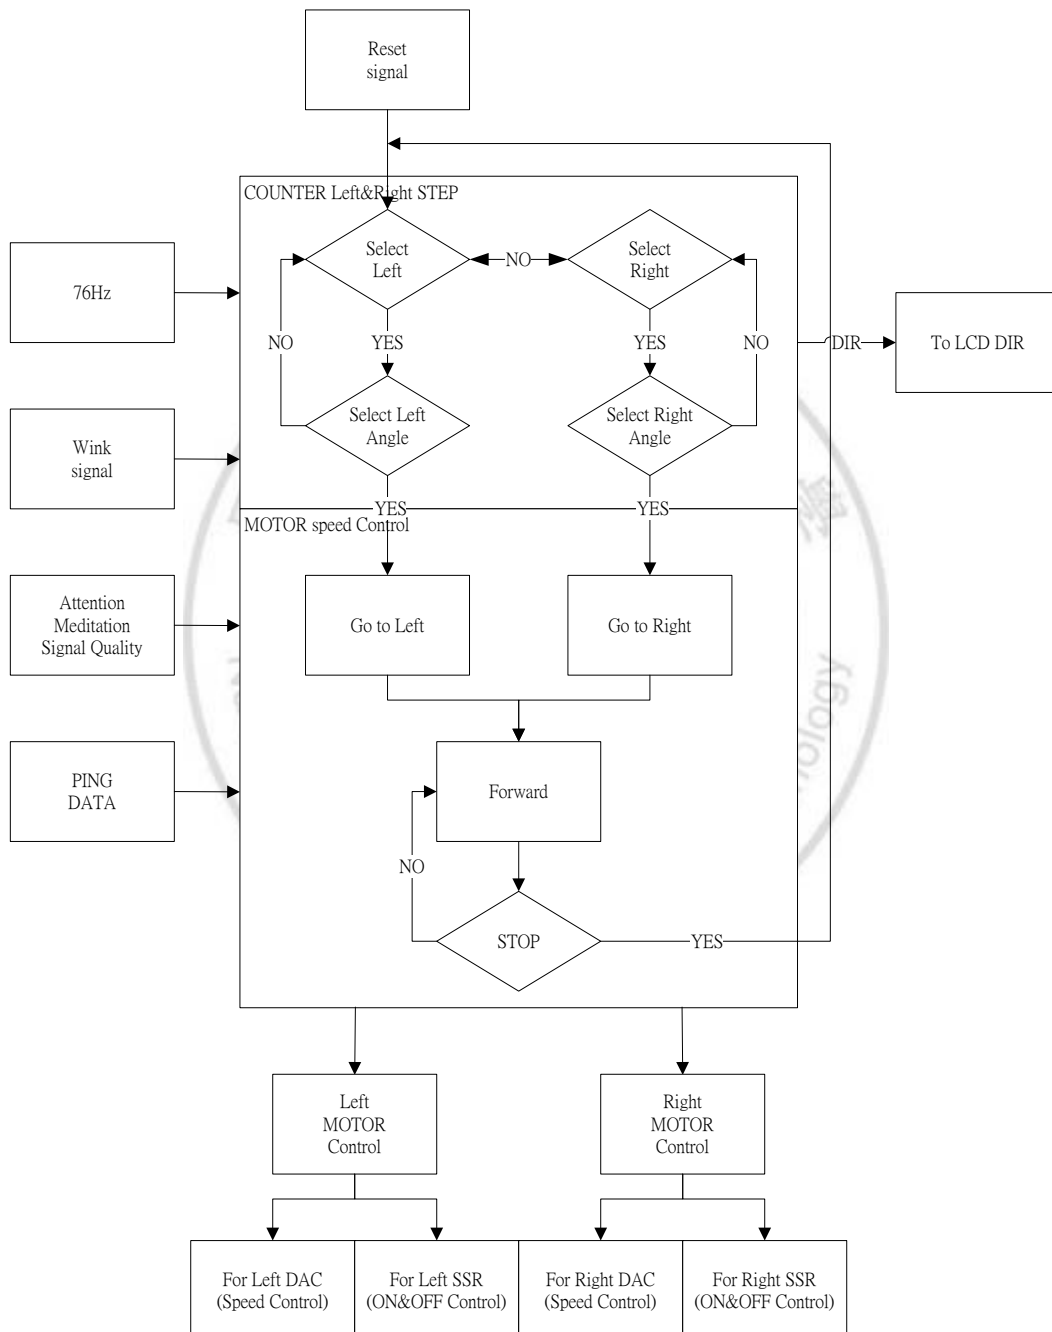 Reset
signal
COUNTER Left&Right STEP
Select
Left
NO
Select
Right
76Hz
NO
YES
YES
NO
DIR
To LCD DIR
Select Left
Angle
Select Right
Angle
Wink
signal
YES
YES
MOTOR speed Control
Attention
Meditation
Signal Quality
Go to Left
Go to Right
PING
DATA
Forward
NO
STOP
YES
Left
MOTOR
Control
Right
MOTOR
Control
For Left DAC
(Speed Control)
For Left SSR
(ON&OFF Control)
For Right DAC
(Speed Control)
For Right SSR
(ON&OFF Control)